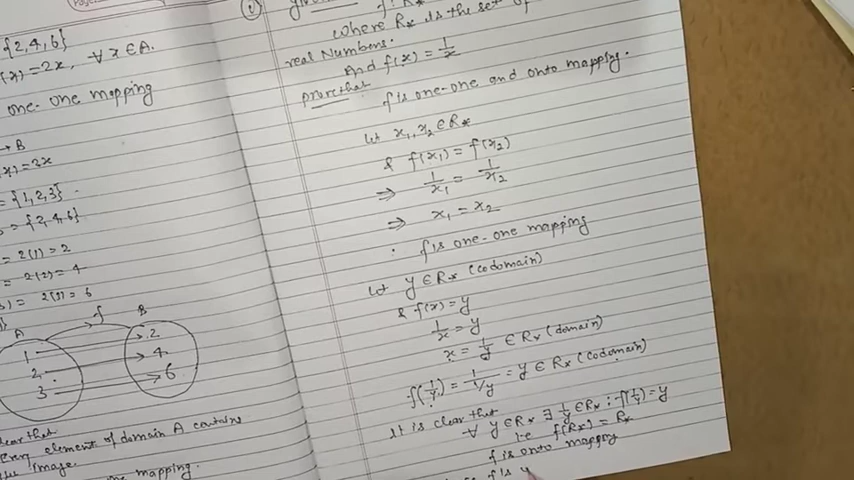 {2,4,6}
(x) = 2x, ∀ x ∈ A.
one-one mapping
→ B
(x) = 2x
= {1,2,3}
= {2,4,6}
= 2(1) = 2
= 2(2) = 4
= 2(3) = 6
f
A B
1 2
2 4
3 6
clear that
every element of domain A contains
image.
mapping.
where R* is the set of
real Numbers.
And f(x) = 1/x
prove that
f is one-one and onto mapping.
let x₁, x₂ ∈ R*
& f(x₁) = f(x₂)
⇒ 1/x₁ = 1/x₂
⇒ x₁ = x₂
f is one-one mapping
let y ∈ R* (codomain)
& f(x) = y
1/x = y
x = 1/y ∈ R* (domain)
f(1/y) = 1/1/y = y ∈ R* (codomain)
It is clear that
∀ y ∈ R* ∃ 1/y ∈ R* : f(1/y) = y
i.e f(R*) = R*
f is onto mapping
f is